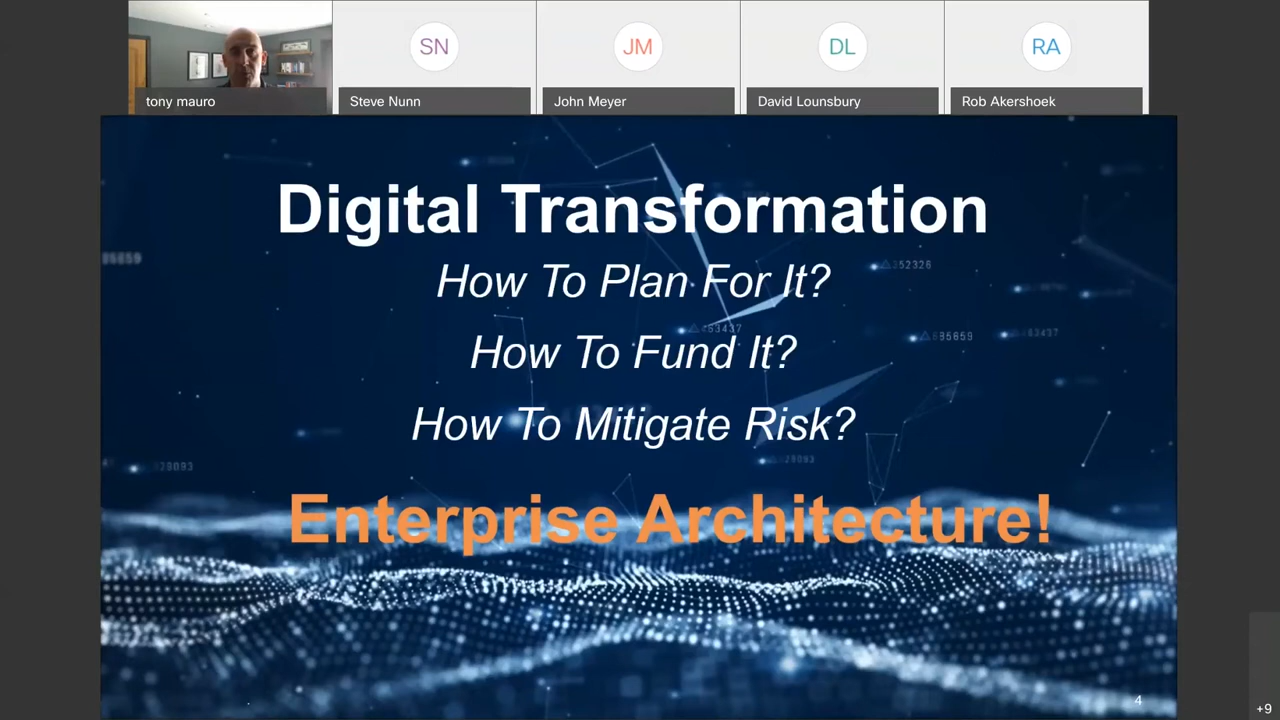 SN
JM
DL
RA
tony mauro
Steve Nunn
John Meyer
David Lounsbury
Rob Akershoek
Digital Transformation
How To Plan For It?
352326
How To Fund It?
How To Mitigate Risk?
Enterprise Architecture!
4
+9